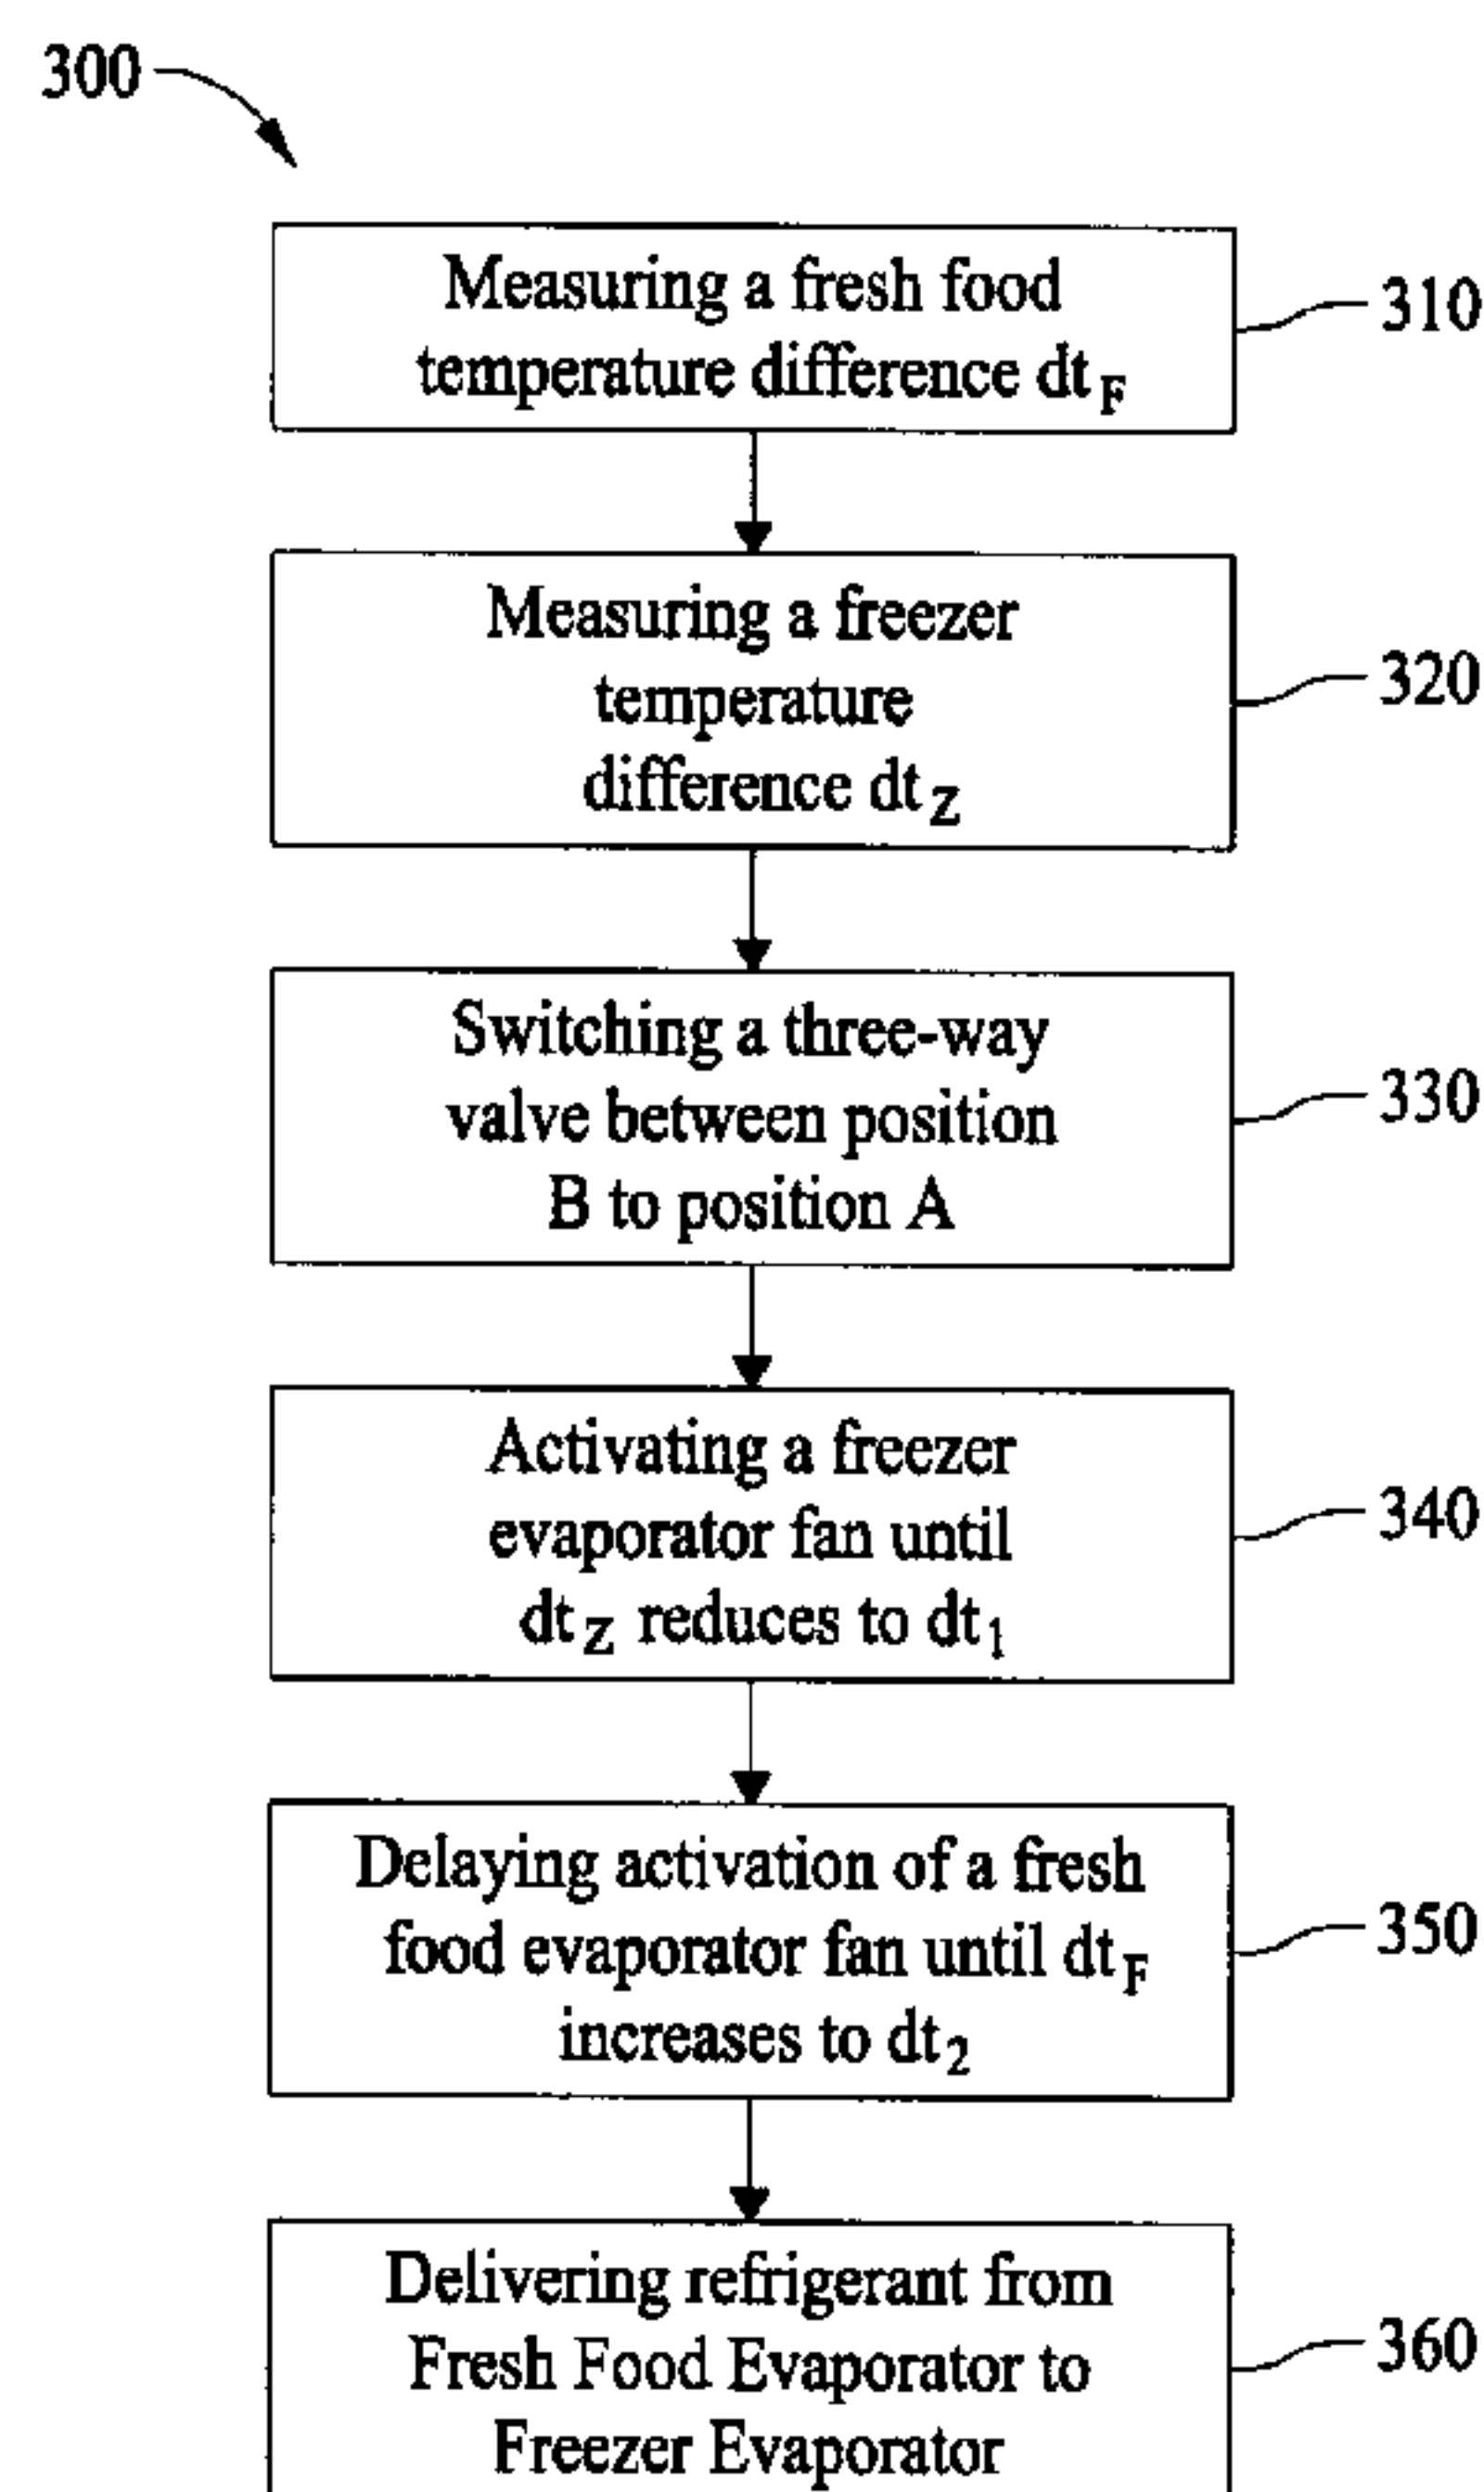 300
Measuring a fresh food
temperature difference dt F
310
Measuring a freezer
temperature
difference dt Z
320
Switching a three-way
valve between position
B to position A
330
Activating a freezer
evaporator fan until
dt Z reduces to dt 1
340
Delaying activation of a fresh
food evaporator fan until dt F
increases to dt 2
350
Delivering refrigerant from
Fresh Food Evaporator to
Freezer Evaporator
360